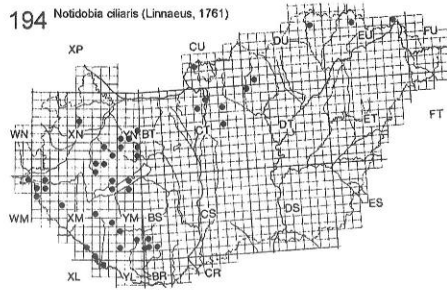 194 Notidobia ciliaris (Linnaeus, 1761)
XP CU DU EU FU
WN XN YN BT CT DT ET FT
WM XM YM BS CS DS ES
XL YL BR CR